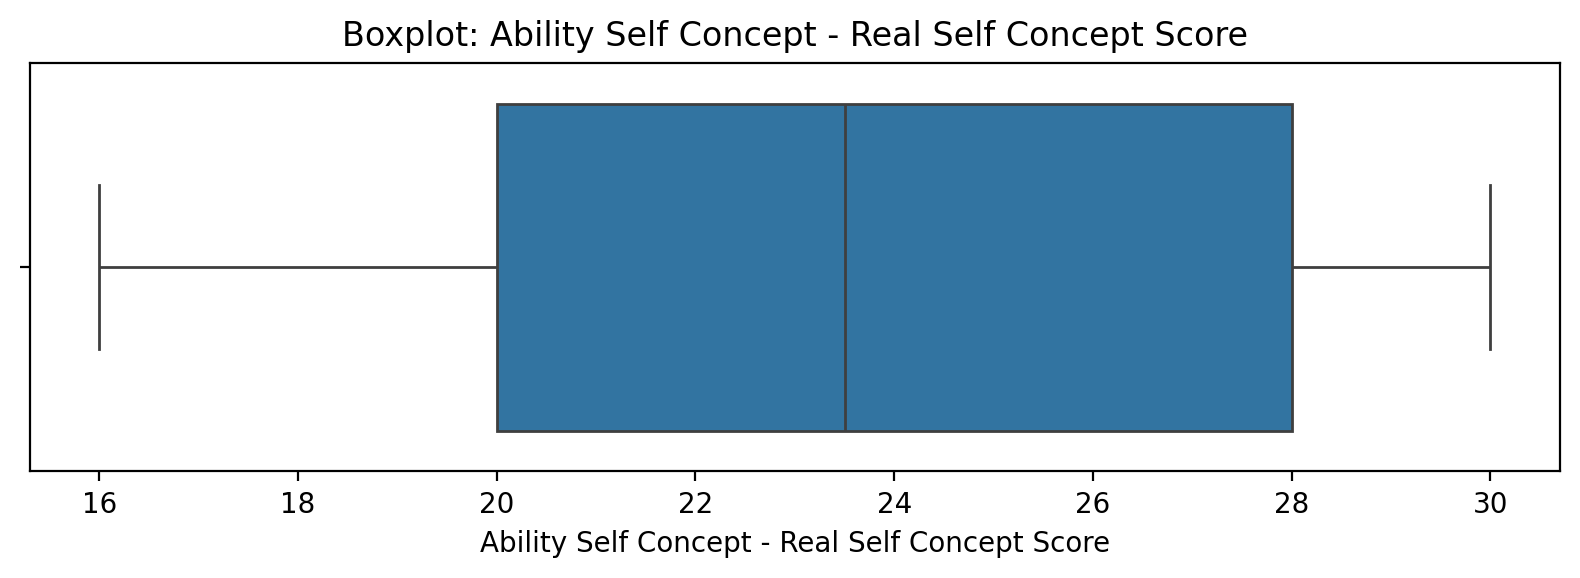 Boxplot: Ability Self Concept - Real Self Concept Score
16 18 20 22 24 26 28 30
Ability Self Concept - Real Self Concept Score